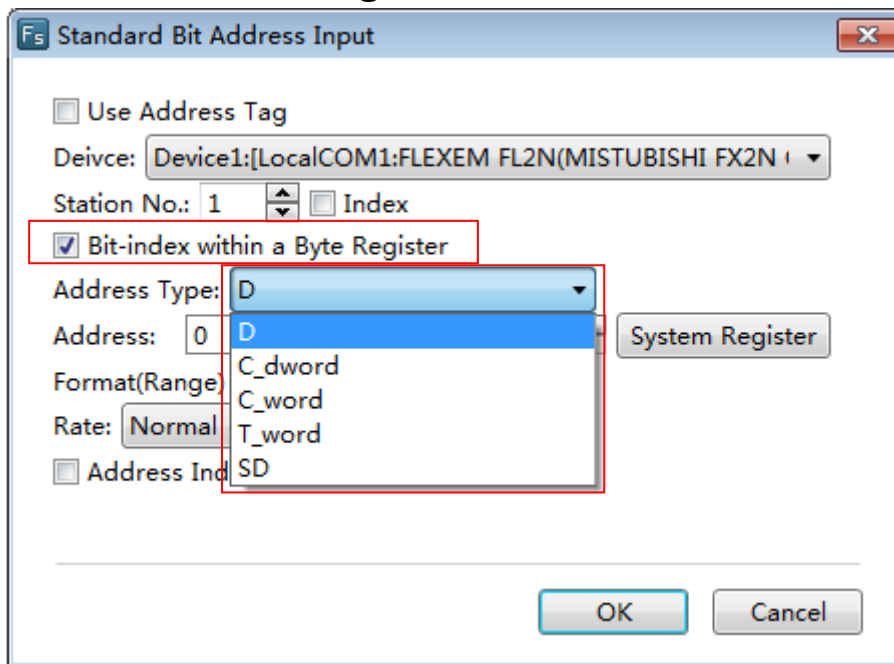 Fs Standard Bit Address Input
Use Address Tag
Deivce: Device1:[LocalCOM1:FLEXEM FL2N(MISTUBISHI FX2N
Station No.: 1 Index
Bit-index within a Byte Register
Address Type: D
Address: 0 D System Register
C_dword
Format(Range)
C_word
Rate: Normal T_word
Address Ind SD
OK Cancel